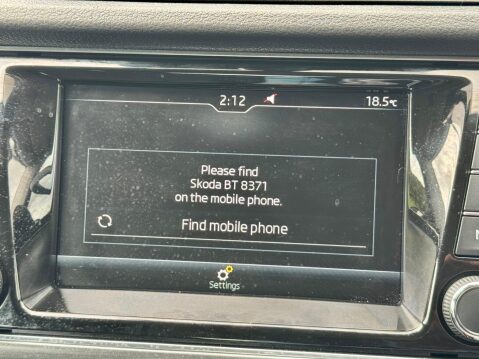 2:12
18.5°C
Please find
Skoda BT 8371
on the mobile phone.
Find mobile phone
Settings